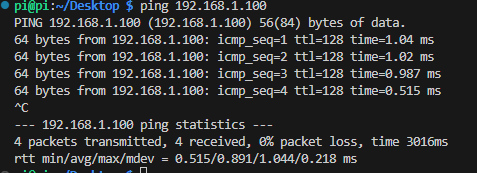 pi@pi:~/Desktop $ ping 192.168.1.100
PING 192.168.1.100 (192.168.1.100) 56(84) bytes of data.
64 bytes from 192.168.1.100: icmp_seq=1 ttl=128 time=1.04 ms
64 bytes from 192.168.1.100: icmp_seq=2 ttl=128 time=1.02 ms
64 bytes from 192.168.1.100: icmp_seq=3 ttl=128 time=0.987 ms
64 bytes from 192.168.1.100: icmp_seq=4 ttl=128 time=0.515 ms
^C
--- 192.168.1.100 ping statistics ---
4 packets transmitted, 4 received, 0% packet loss, time 3016ms
rtt min/avg/max/mdev = 0.515/0.891/1.044/0.218 ms